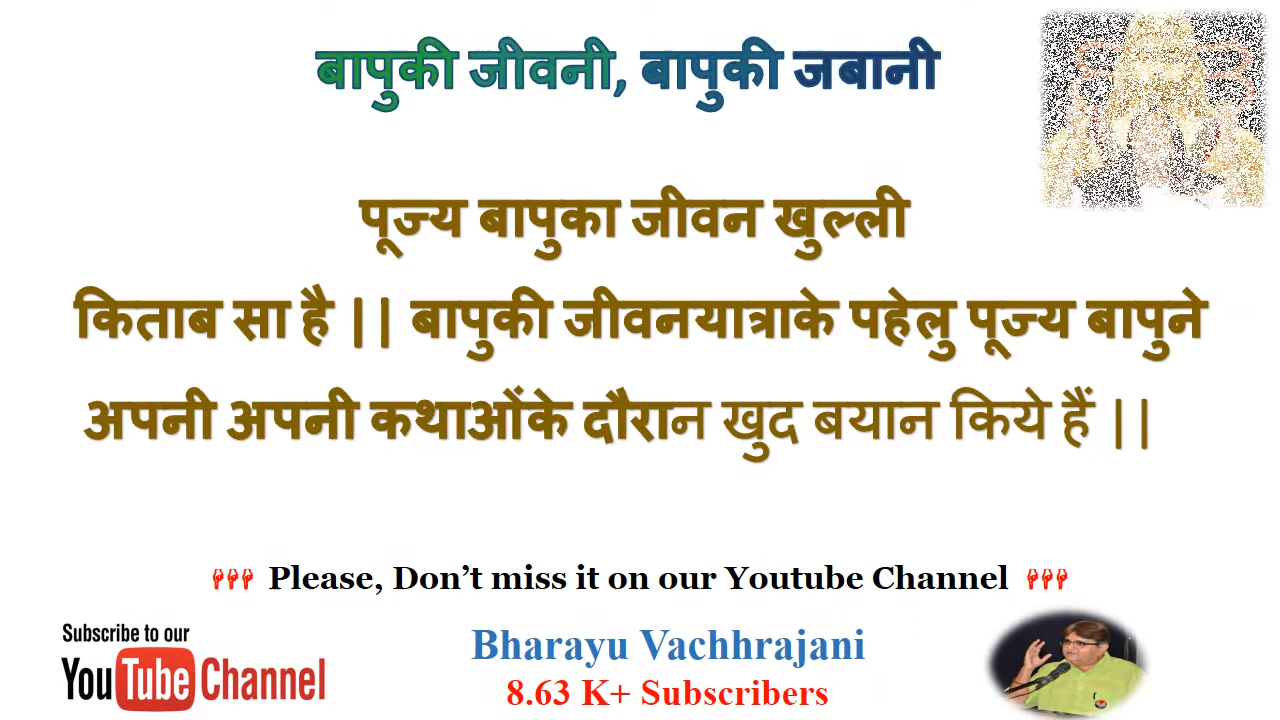 बापुकी जीवनी, बापुकी जबानी
पूज्य बापुका जीवन खुल्ली
किताब सा है || बापुकी जीवनयात्राके पहेलु पूज्य बापुने
अपनी अपनी कथाओंके दौरान खुद बयान किये हैं ||
Please, Don't miss it on our Youtube Channel
Subscribe to our
YouTube Channel
Bharayu Vachhrajani
8.63 K+ Subscribers